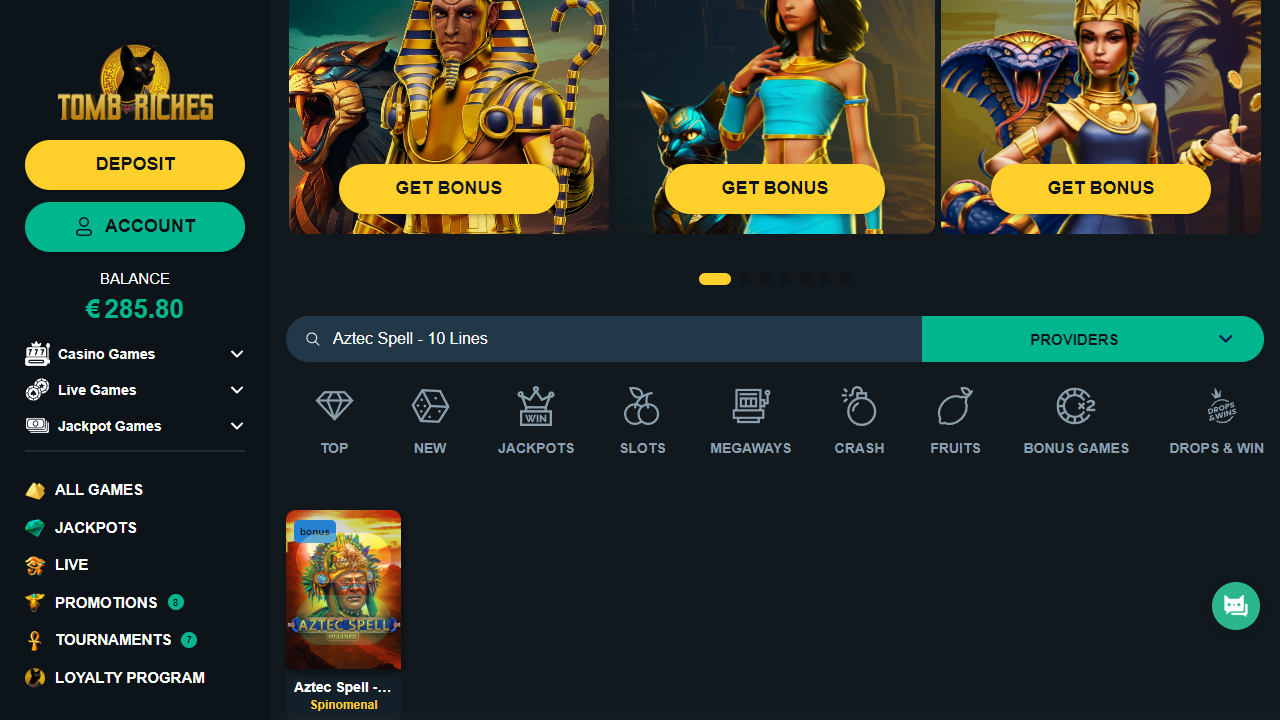 TOMB RICHES
DEPOSIT
ACCOUNT
BALANCE
€ 285.80
Casino Games
Live Games
Jackpot Games
ALL GAMES
JACKPOTS
LIVE
PROMOTIONS 8
TOURNAMENTS 7
LOYALTY PROGRAM
GET BONUS
GET BONUS
GET BONUS
Aztec Spell - 10 Lines
PROVIDERS
TOP
NEW
WIN
JACKPOTS
SLOTS
MEGAWAYS
CRASH
FRUITS
x2
BONUS GAMES
DROPS
&WINS
DROPS & WIN
bonus
AZTEC SPELL
10 LINES
Aztec Spell -...
Spinomenal